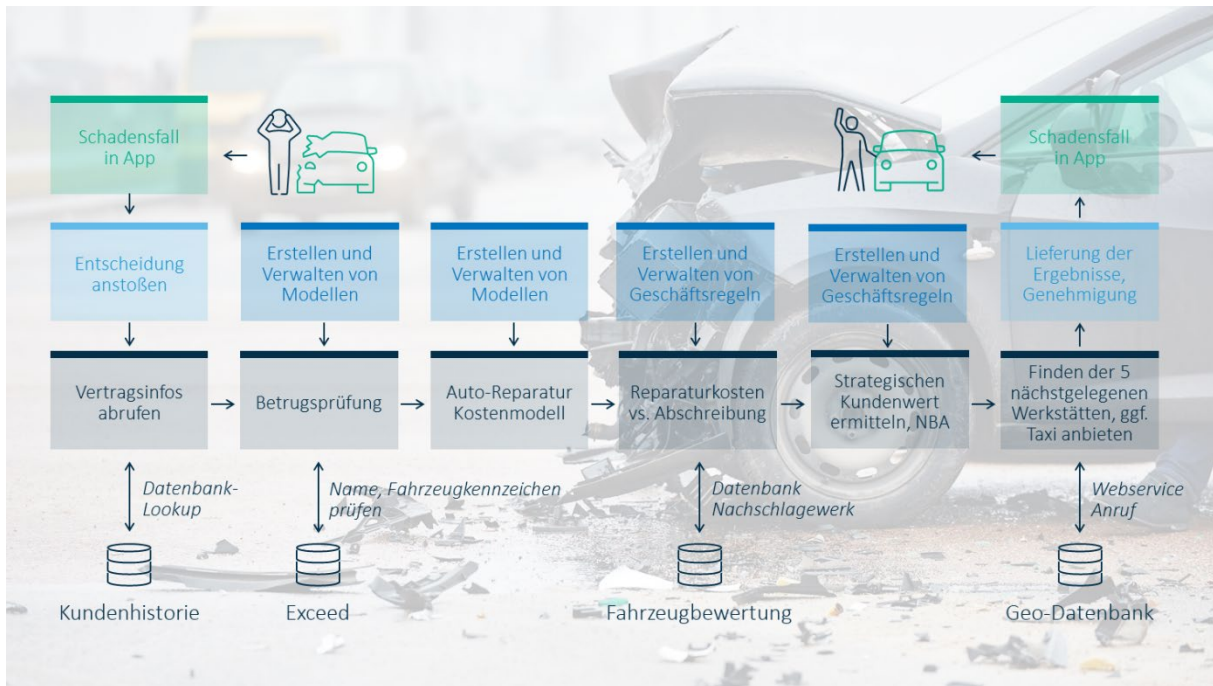 Schadensfall
in App
Schadensfall
in App
Entscheidung
anstoßen
Erstellen und
Verwalten von
Modellen
Erstellen und
Verwalten von
Modellen
Erstellen und
Verwalten von
Geschäftsregeln
Erstellen und
Verwalten von
Geschäftsregeln
Lieferung der
Ergebnisse,
Genehmigung
Vertragsinfos
abrufen
Betrugsprüfung
Auto-Reparatur
Kostenmodell
Reparaturkosten
vs. Abschreibung
Strategischen
Kundenwert
ermitteln, NBA
Finden der 5
nächstgelegenen
Werkstätten, ggf.
Taxi anbieten
Datenbank-
Lookup
Name, Fahrzeugkennzeichen
prüfen
Datenbank
Nachschlagewerk
Webservice
Anruf
Kundenhistorie
Exceed
Fahrzeugbewertung
Geo-Datenbank